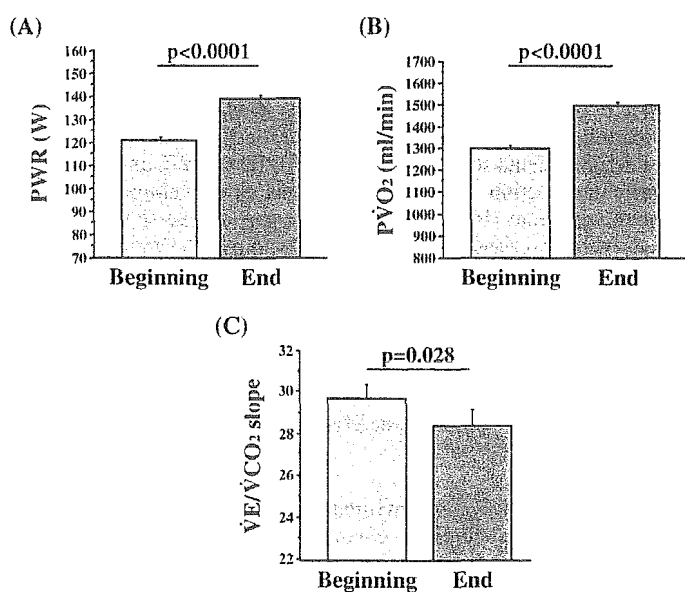 (A)
p<0.0001
PWR (W)
160
150
140
130
120
110
100
90
80
70
Beginning End
(B)
p<0.0001
PV̇O₂ (ml/min)
1700
1600
1500
1400
1300
1200
1100
1000
900
800
Beginning End
(C)
p=0.028
V̇E/V̇CO₂ slope
32
30
28
26
24
22
Beginning End